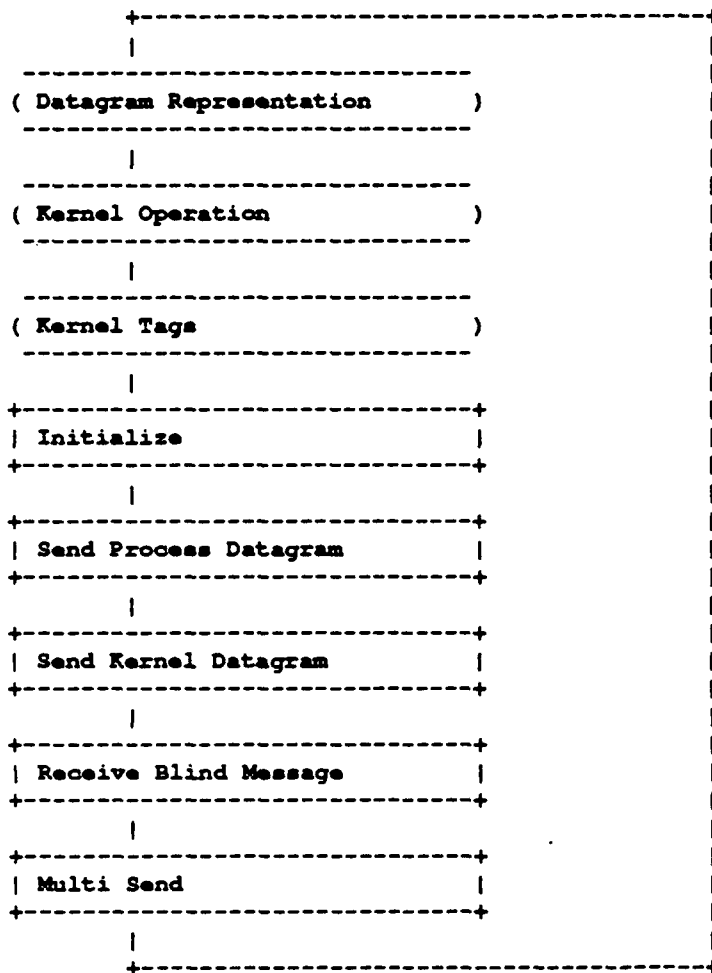 ( Datagram Representation )
( Kernel Operation )
( Kernel Tags )
| Initialize |
| Send Process Datagram |
| Send Kernel Datagram |
| Receive Blind Message |
| Multi Send |